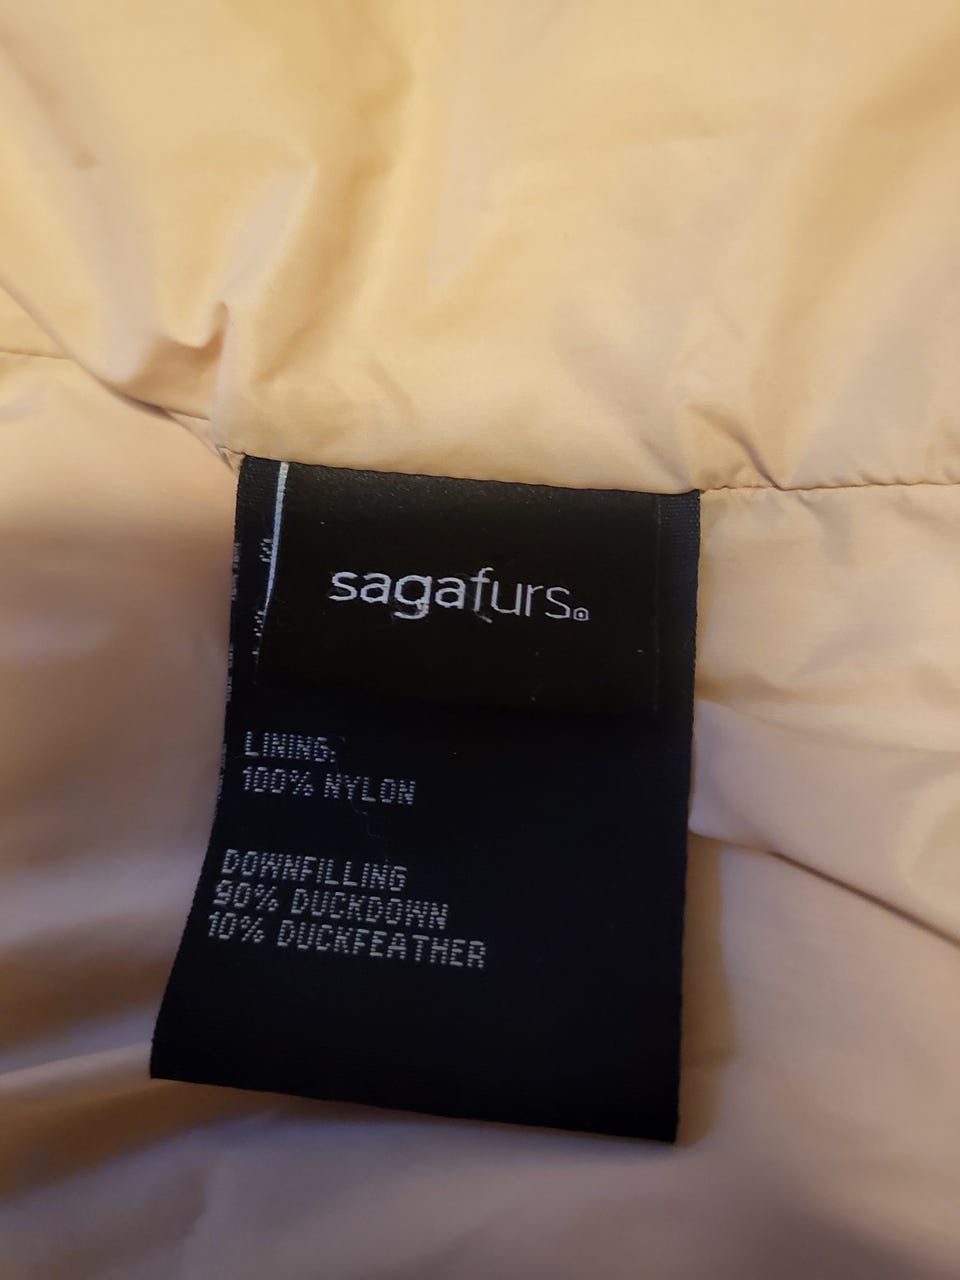 sagafurs®
LINING:
100% NYLON
DOWNFILLING
90% DUCKDOWN
10% DUCKFEATHER